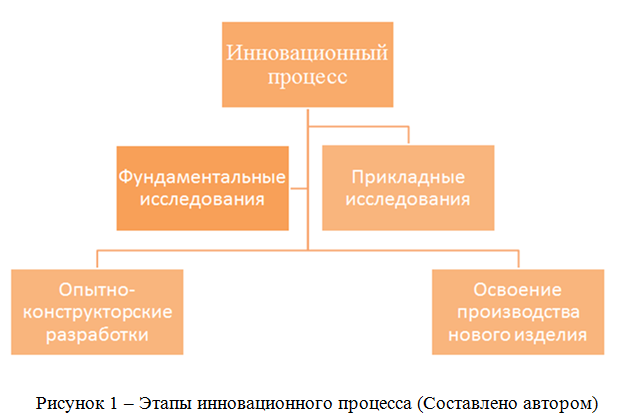 Инновационный
процесс
Фундаментальные
исследования
Прикладные
исследования
Опытно-
конструкторские
разработки
Освоение
производства
нового изделия
Рисунок 1 – Этапы инновационного процесса (Составлено автором)